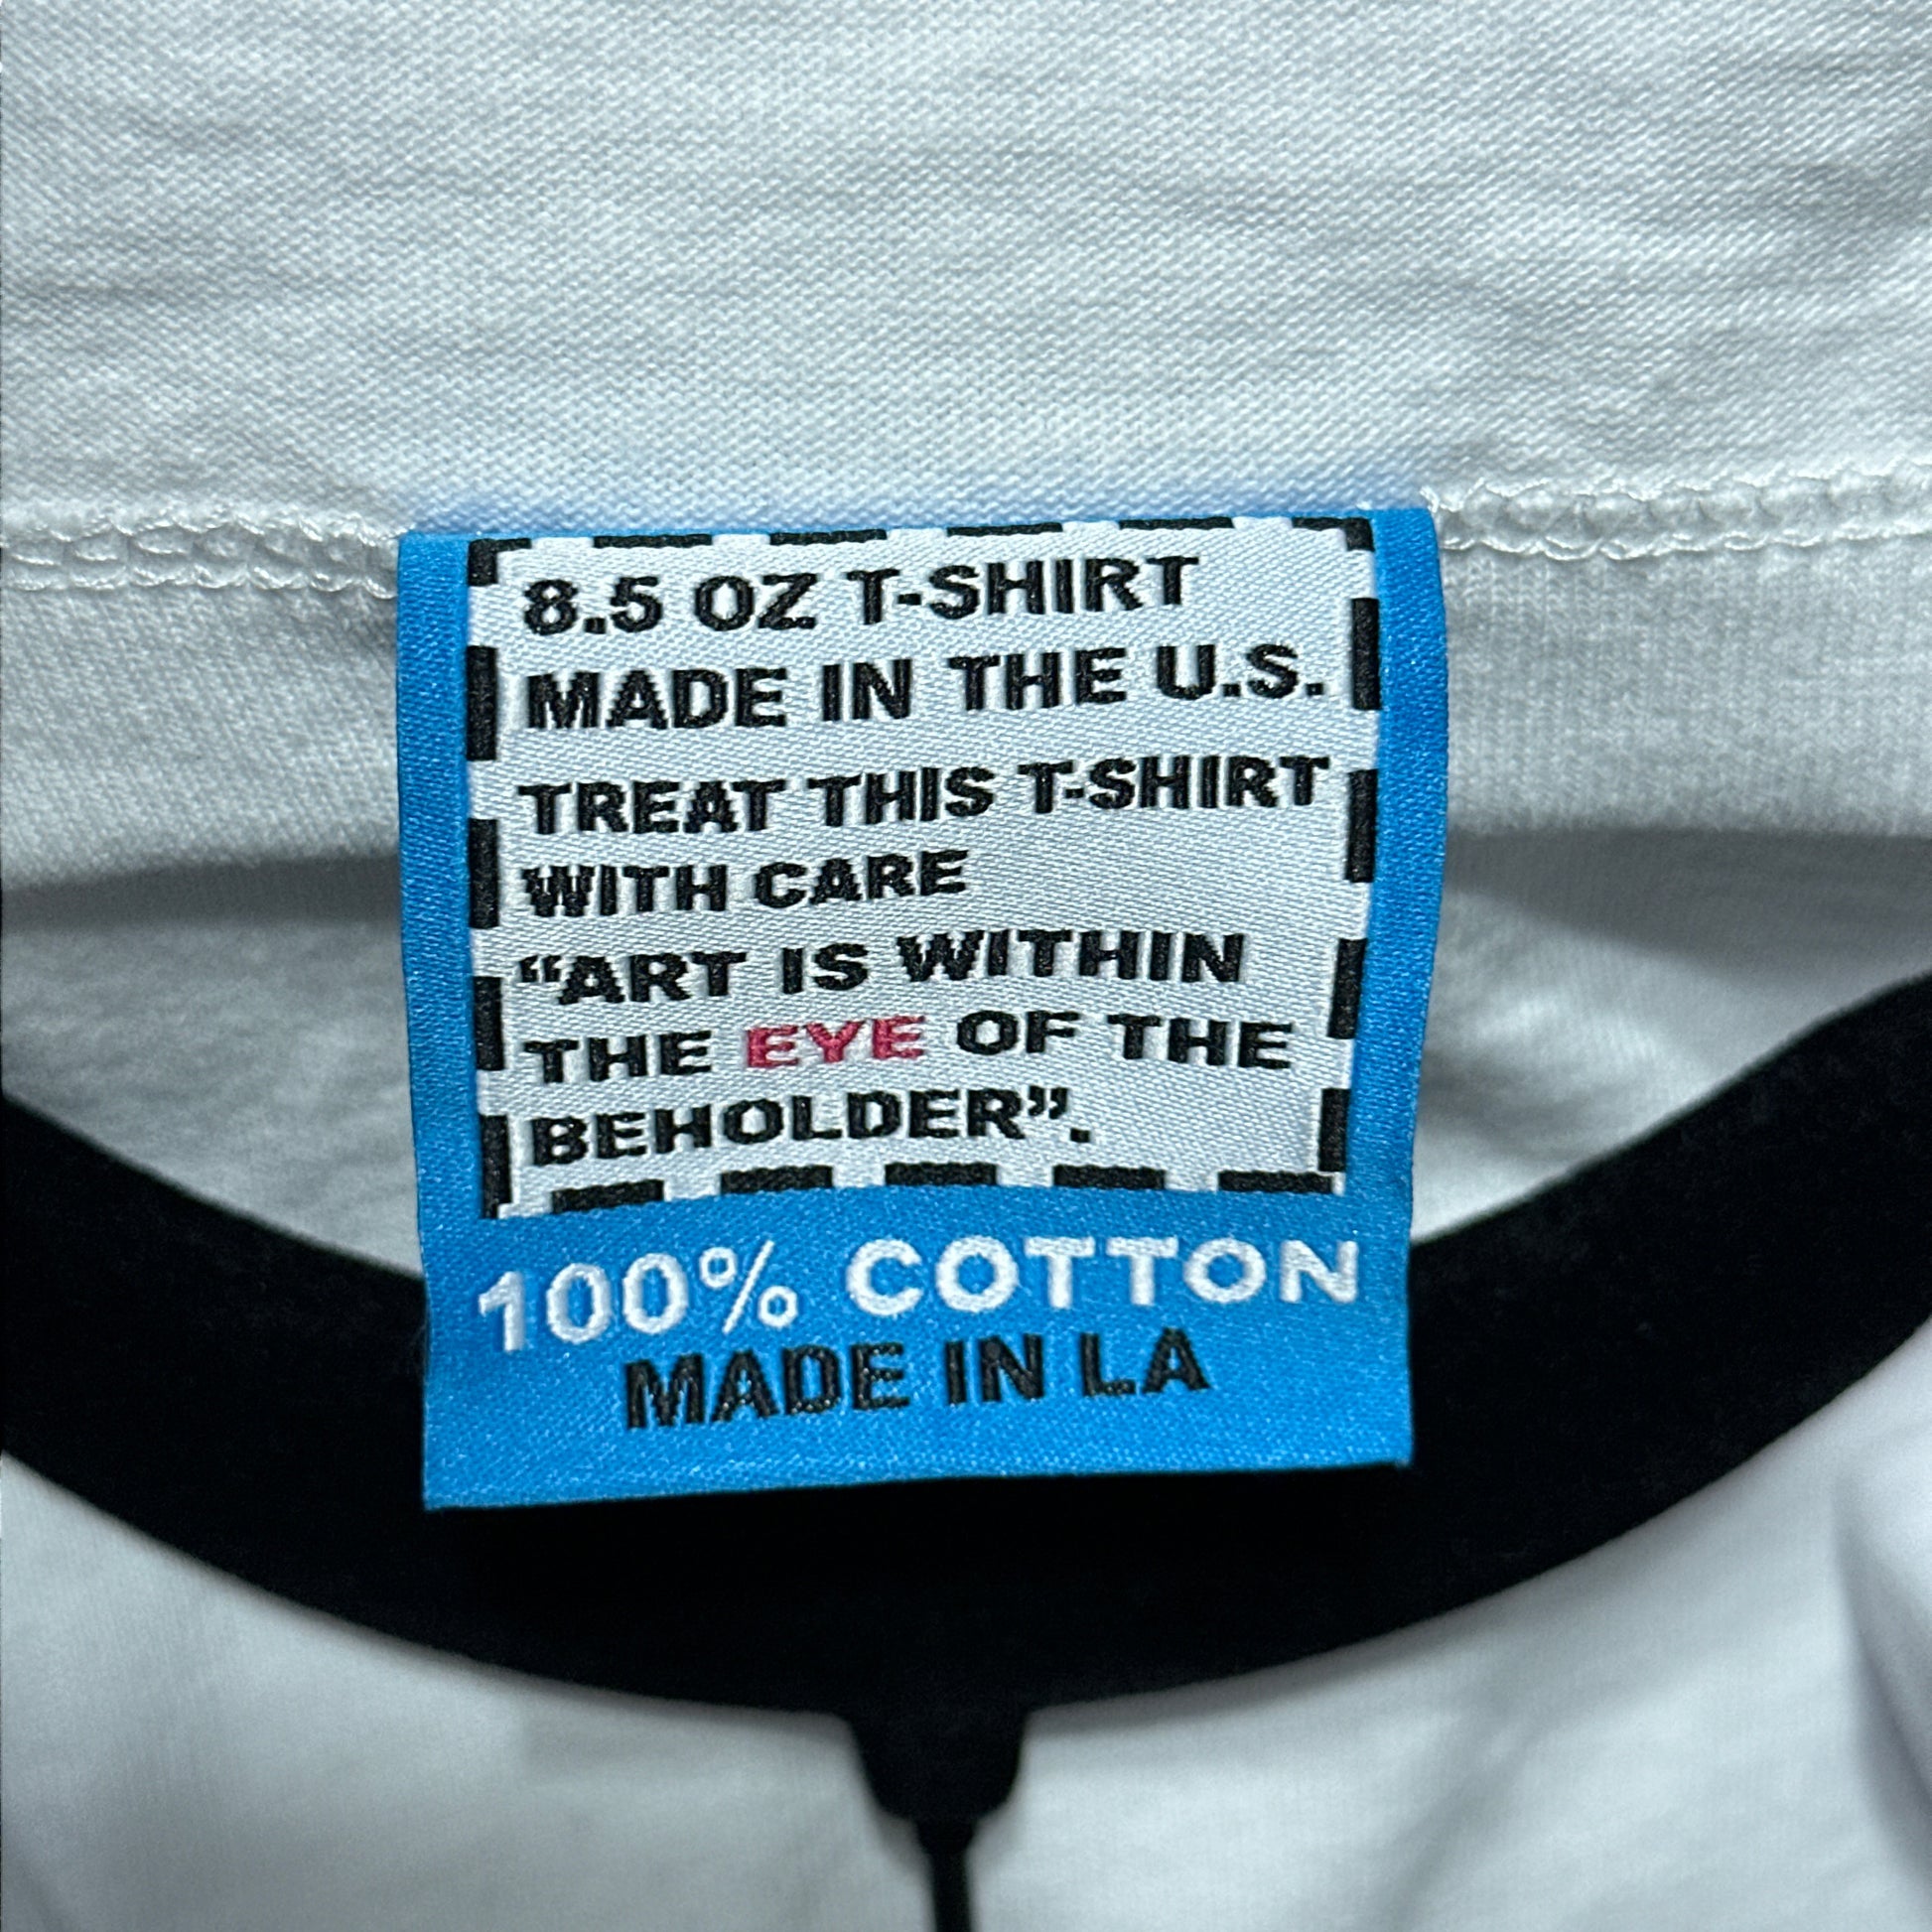 8.5 OZ T-SHIRT
MADE IN THE U.S.
TREAT THIS T-SHIRT
WITH CARE
“ART IS WITHIN
THE EYE OF THE
BEHOLDER”.
100% COTTON
MADE IN LA